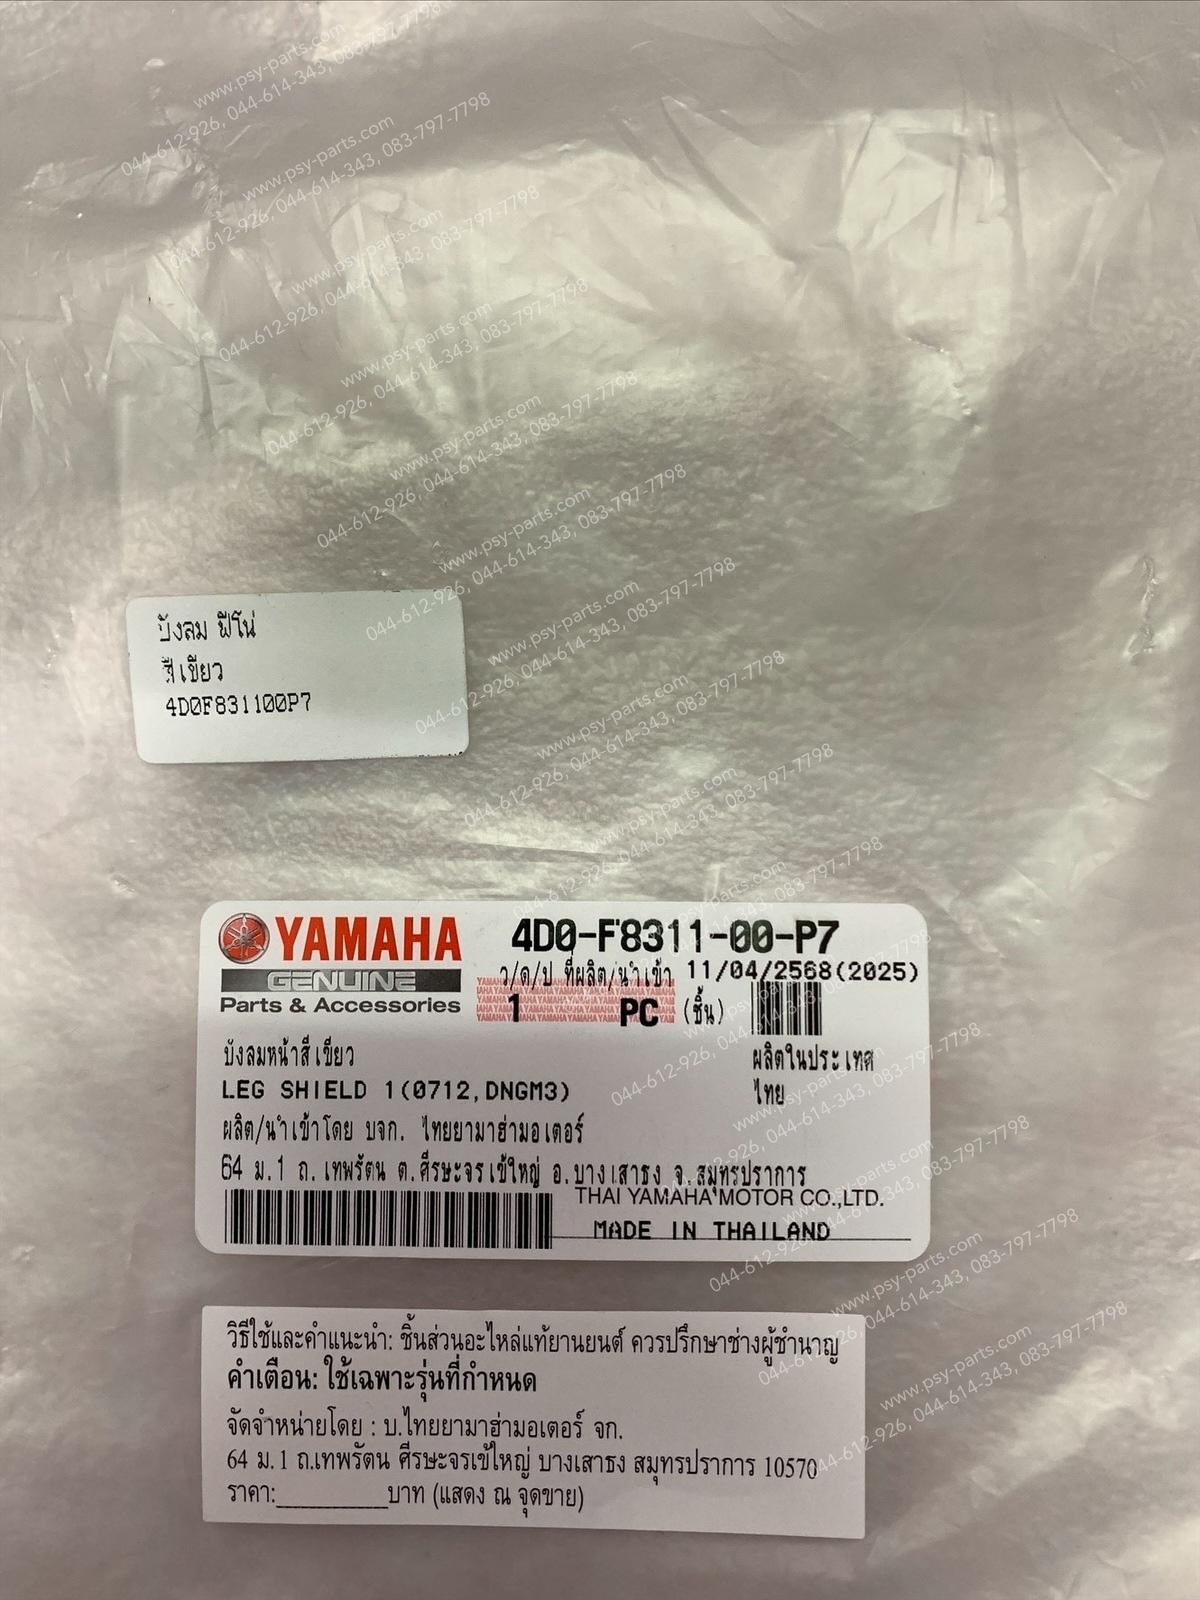 บังลม ฟีโน่
สีเขียว
4D0F831100P7
YAMAHA
GENUINE
Parts & Accessories
4D0-F8311-00-P7
ว/ด/ป ที่ผลิต/นำเข้า 11/04/2568(2025)
1 PC (ชิ้น)
บังลมหน้าสีเขียว
LEG SHIELD 1(0712,DNGM3)
ผลิตในประเทศ
ไทย
ผลิต/นำเข้าโดย บจก. ไทยยามาฮ่ามอเตอร์
64 ม.1 ถ.เทพรัตน ต.ศีรษะจรเข้ใหญ่ อ.บางเสาธง จ.สมุทรปราการ
THAI YAMAHA MOTOR CO.,LTD.
MADE IN THAILAND
วิธีใช้และคำแนะนำ: ชิ้นส่วนอะไหล่แท้ยานยนต์ ควรปรึกษาช่างผู้ชำนาญ
คำเตือน: ใช้เฉพาะรุ่นที่กำหนด
จัดจำหน่ายโดย : บ.ไทยยามาฮ่ามอเตอร์ จก.
64 ม.1 ถ.เทพรัตน ศีรษะจรเข้ใหญ่ บางเสาธง สมุทรปราการ 10570
ราคา:__________บาท (แสดง ณ จุดขาย)
www.psy-parts.com
044-612-926, 044-614-343, 083-797-7798